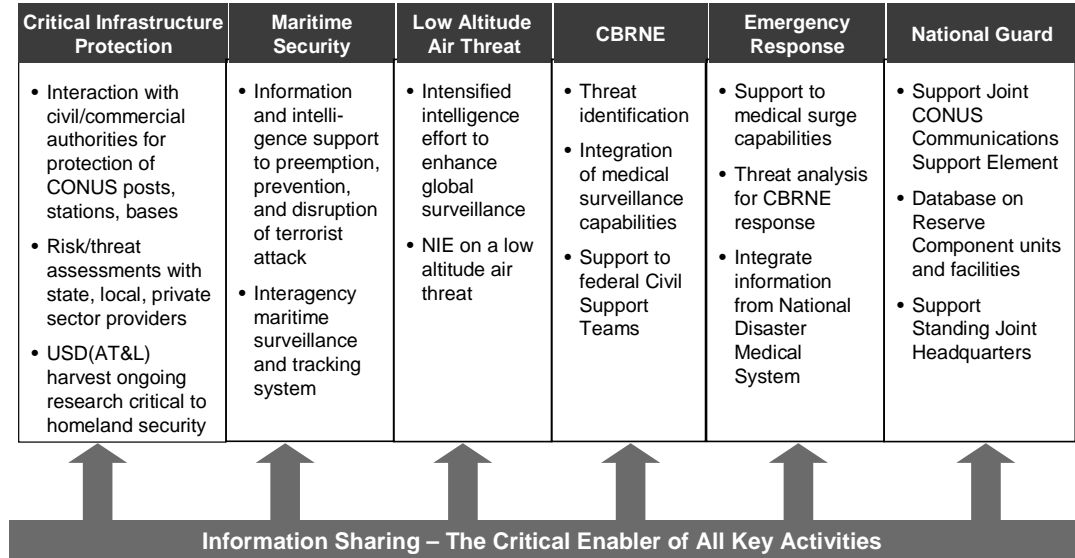 Critical Infrastructure
Protection
• Interaction with
civil/commercial
authorities for
protection of
CONUS posts,
stations, bases
• Risk/threat
assessments with
state, local, private
sector providers
• USD(AT&L)
harvest ongoing
research critical to
homeland security
Maritime
Security
• Information
and intelli-
gence support
to preemption,
prevention,
and disruption
of terrorist
attack
• Interagency
maritime
surveillance
and tracking
system
Low Altitude
Air Threat
• Intensified
intelligence
effort to
enhance
global
surveillance
• NIE on a low
altitude air
threat
CBRNE
• Threat
identification
• Integration
of medical
surveillance
capabilities
• Support to
federal Civil
Support
Teams
Emergency
Response
• Support to
medical surge
capabilities
• Threat analysis
for CBRNE
response
• Integrate
information
from National
Disaster
Medical
System
National Guard
• Support Joint
CONUS
Communications
Support Element
• Database on
Reserve
Component units
and facilities
• Support
Standing Joint
Headquarters
Information Sharing – The Critical Enabler of All Key Activities